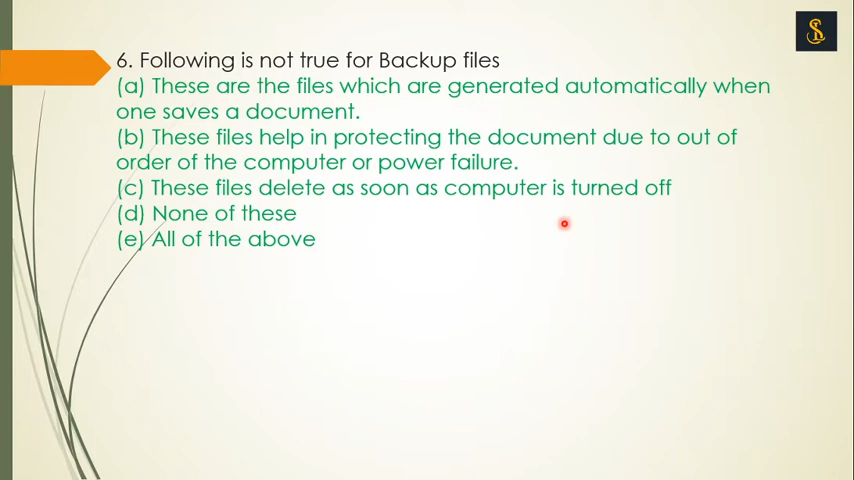 6. Following is not true for Backup files
(a) These are the files which are generated automatically when
one saves a document.
(b) These files help in protecting the document due to out of
order of the computer or power failure.
(c) These files delete as soon as computer is turned off
(d) None of these
(e) All of the above